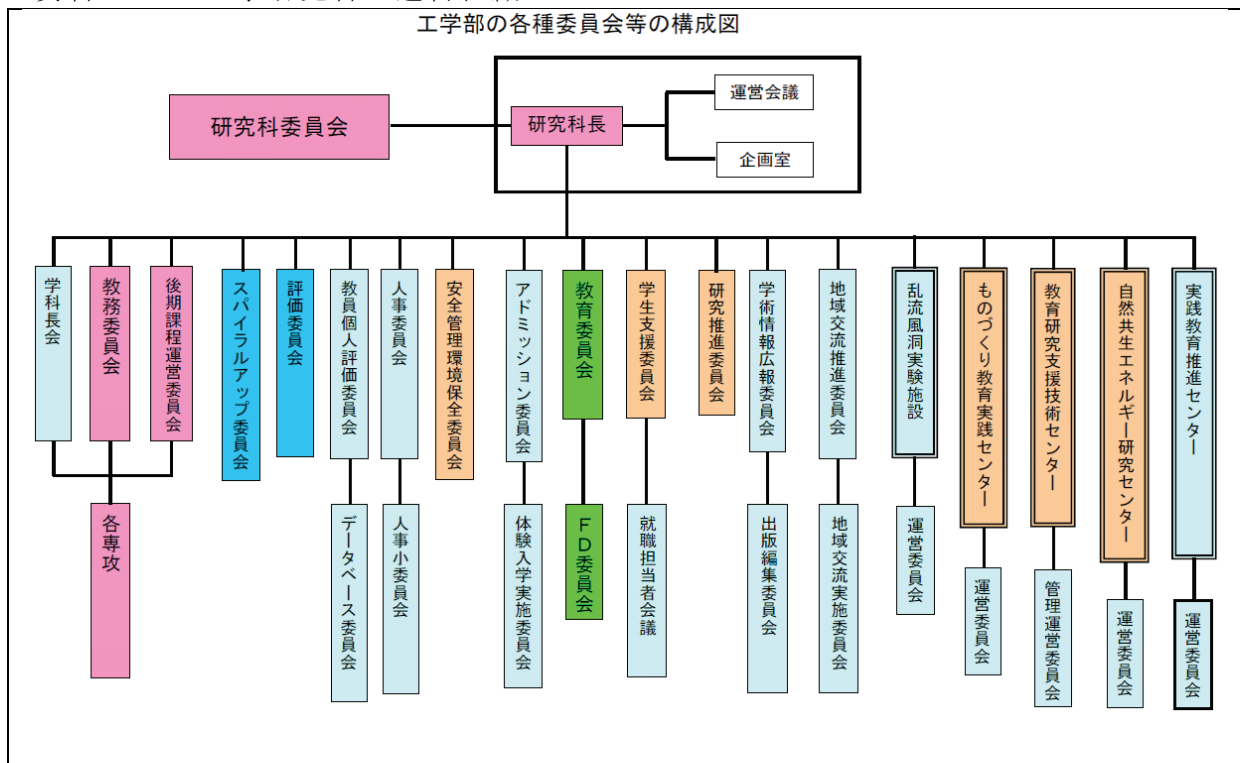 工学部の各種委員会等の構成図
研究科委員会
研究科長
運営会議
企画室
学科長会
教務委員会
後期課程運営委員会
スパイラルアップ委員会
評価委員会
教員個人評価委員会
人事委員会
安全管理環境保全委員会
アドミッション委員会
教育委員会
学生支援委員会
研究推進委員会
学術情報広報委員会
地域交流推進委員会
乱流風洞実験施設
ものづくり教育実践センター
教育研究支援技術センター
自然共生エネルギー研究センター
実践教育推進センター
各専攻
データベース委員会
人事小委員会
体験入学実施委員会
ＦＤ委員会
就職担当者会議
出版編集委員会
地域交流実施委員会
運営委員会
運営委員会
管理運営委員会
運営委員会
運営委員会